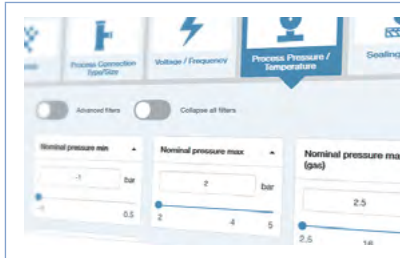 Process Connection
Type/Size
Voltage / Frequency
Process Pressure /
Temperature
Sealing
Advanced filters
Collapse all filters
Nominal pressure min
-1
bar
-1
0.5
Nominal pressure max
2
bar
2
4
5
Nominal pressure ma
(gas)
2.5
2.5
16